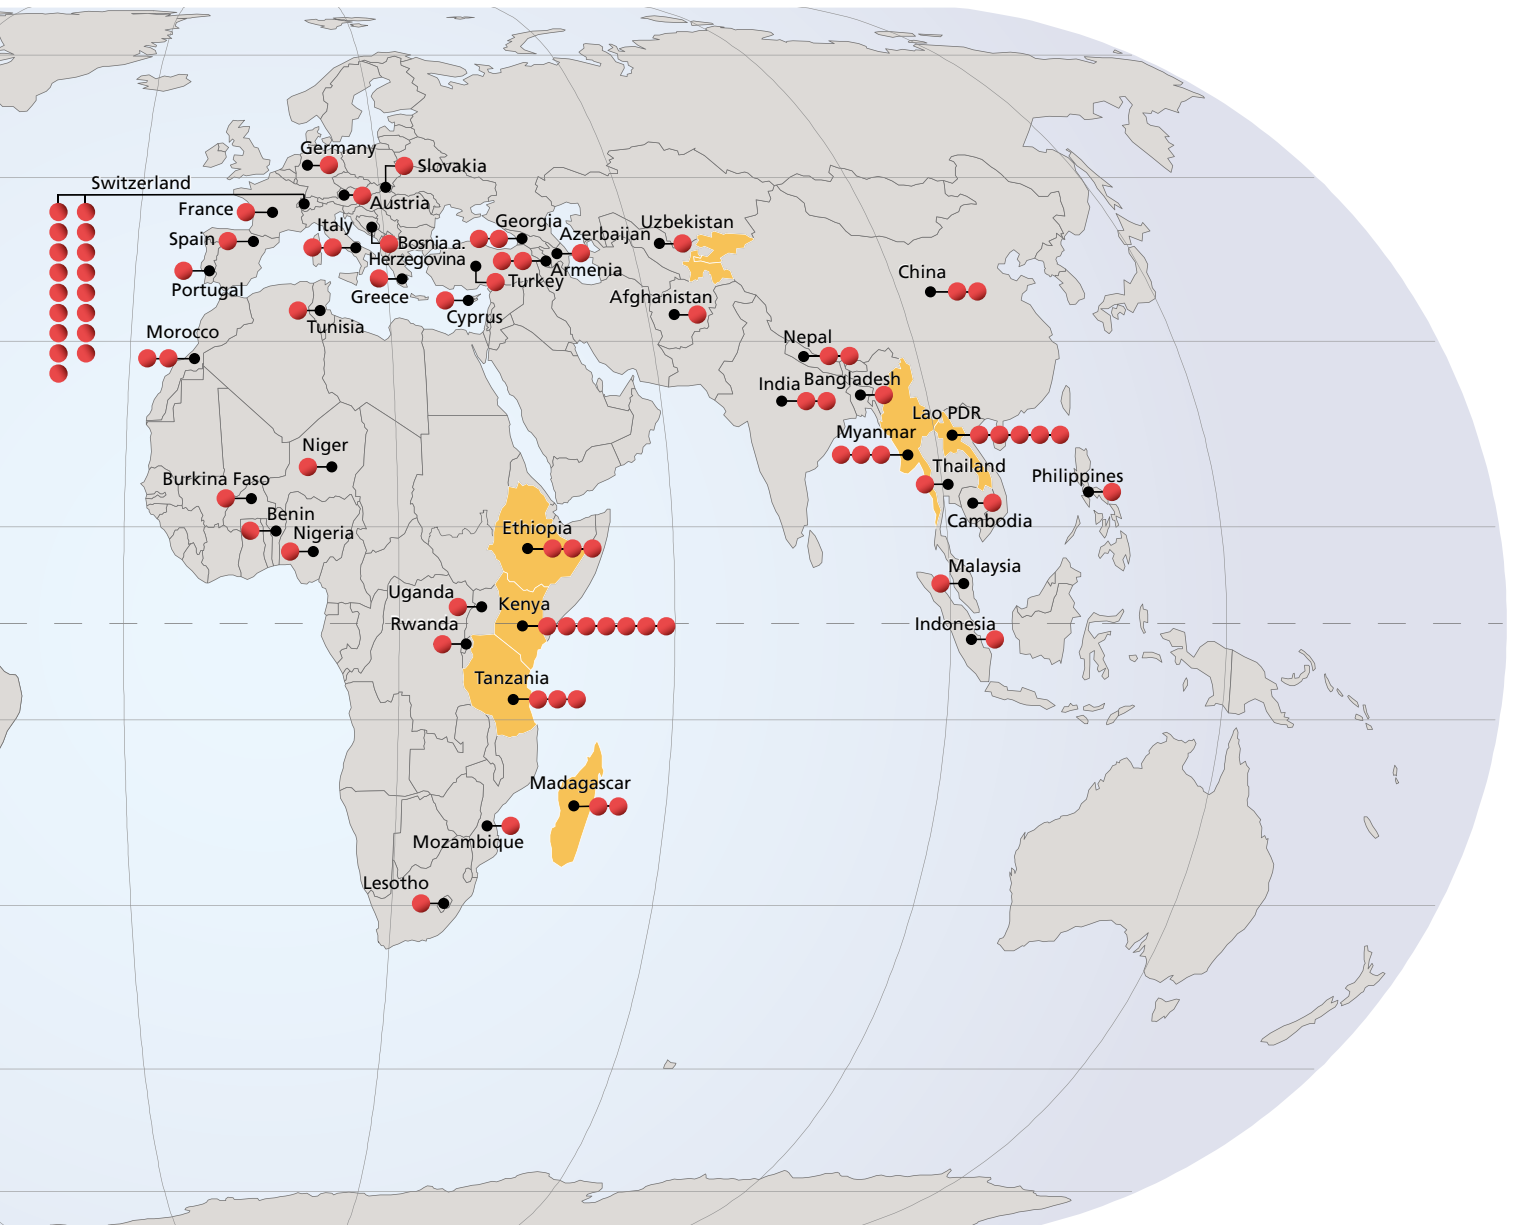 Germany
Slovakia
Switzerland
Austria
France
Italy
Georgia
Uzbekistan
Spain
Azerbaijan
Bosnia a.
Herzegovina
Armenia
China
Portugal
Greece
Turkey
Afghanistan
Cyprus
Tunisia
Morocco
Nepal
India
Bangladesh
Lao PDR
Myanmar
Niger
Thailand
Burkina Faso
Philippines
Benin
Cambodia
Nigeria
Ethiopia
Malaysia
Uganda
Kenya
Rwanda
Indonesia
Tanzania
Madagascar
Mozambique
Lesotho